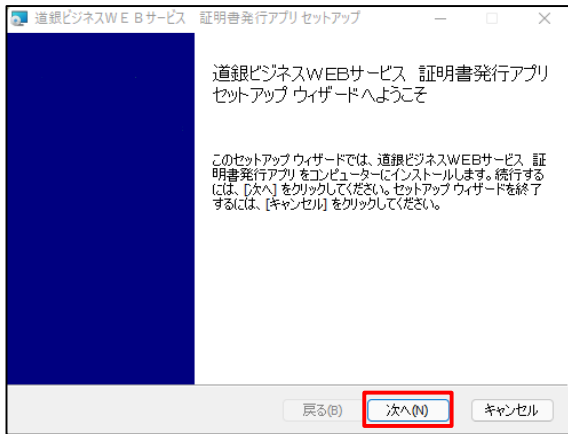 道銀ビジネスＷＥＢサービス　証明書発行アプリ セットアップ
道銀ビジネスWEBサービス　証明書発行アプリ
セットアップ ウィザードへようこそ
このセットアップ ウィザードでは、道銀ビジネスWEBサービス　証
明書発行アプリ をコンピューターにインストールします。続行する
には、[次へ] をクリックしてください。セットアップ ウィザードを終了
するには、[キャンセル] をクリックしてください。
戻る(B)
次へ(N)
キャンセル